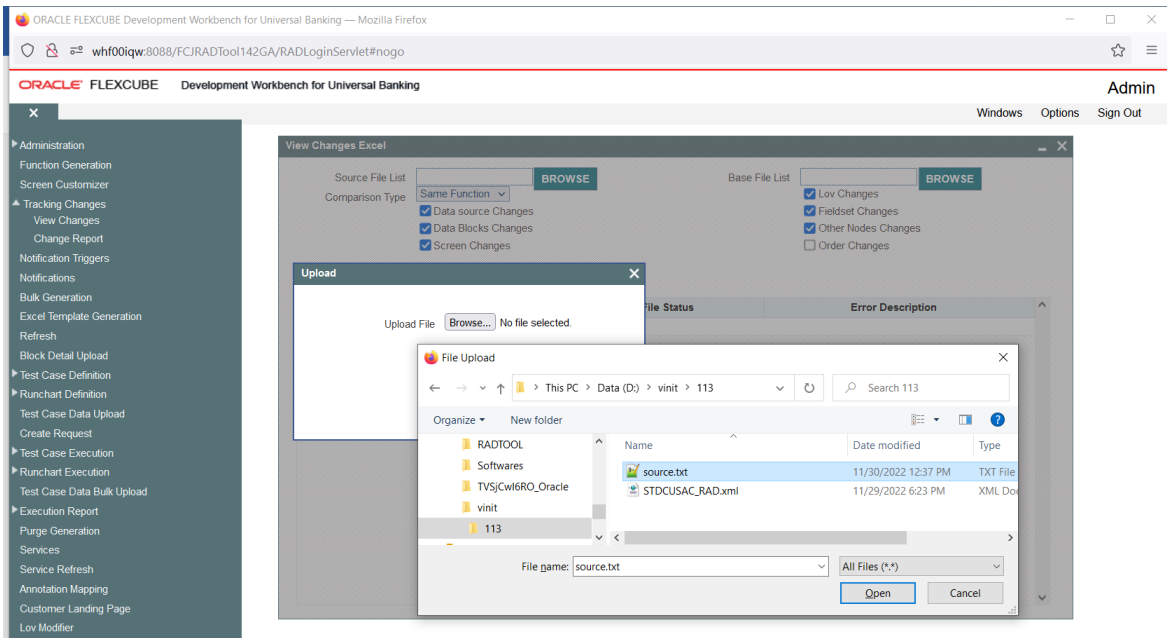 ORACLE FLEXCUBE Development Workbench for Universal Banking — Mozilla Firefox
whf00iqw:8088/FCJRADTool142GA/RADLoginServlet#nogo
ORACLE FLEXCUBE Development Workbench for Universal Banking
Admin
Windows Options Sign Out
Administration
Function Generation
Screen Customizer
Tracking Changes
View Changes
Change Report
Notification Triggers
Notifications
Bulk Generation
Excel Template Generation
Refresh
Block Detail Upload
Test Case Definition
Runchart Definition
Test Case Data Upload
Create Request
Test Case Execution
Runchart Execution
Test Case Data Bulk Upload
Execution Report
Purge Generation
Services
Service Refresh
Annotation Mapping
Customer Landing Page
Lov Modifier
View Changes Excel
Source File List BROWSE Base File List BROWSE
Comparison Type Same Function Lov Changes
Data source Changes Fieldset Changes
Data Blocks Changes Other Nodes Changes
Screen Changes Order Changes
File Status Error Description
Upload
Upload File Browse... No file selected.
File Upload
This PC > Data (D:) > vinit > 113 Search 113
Organize New folder
RADTOOL
Softwares
TVSjCwI6RO_Oracle
vinit
113
Name Date modified Type
source.txt 11/30/2022 12:37 PM TXT File
STDCUSAC_RAD.xml 11/29/2022 6:23 PM XML Doc
File name: source.txt All Files (*.*)
Open Cancel